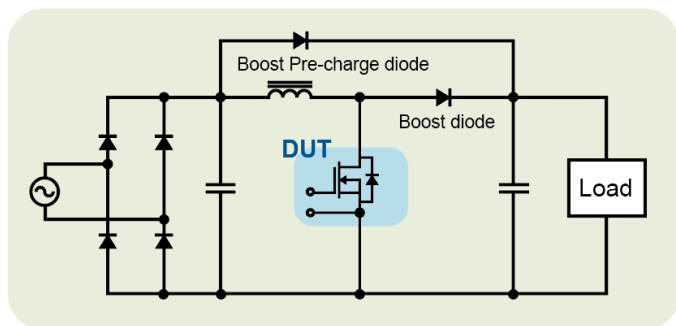 Boost Pre-charge diode
Boost diode
DUT
Load